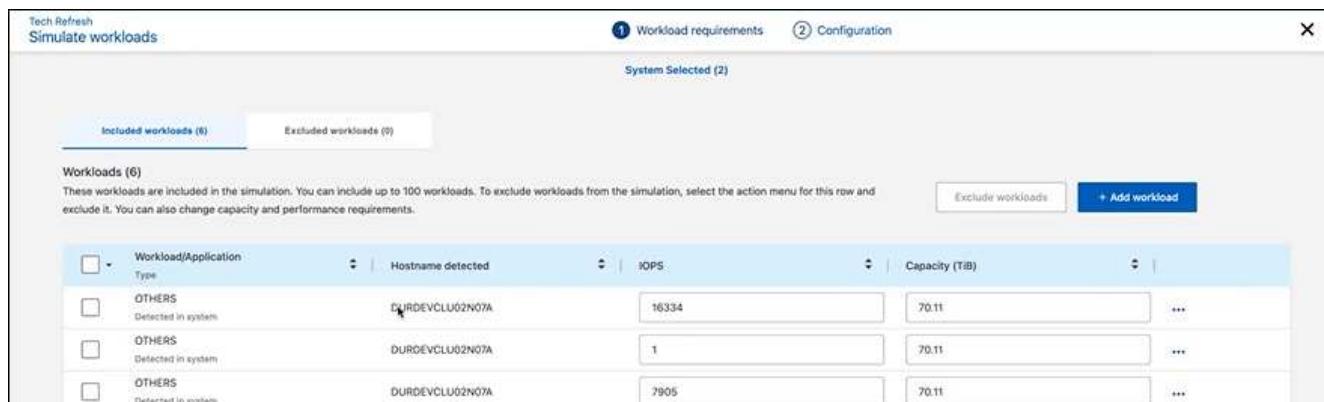 Tech Refresh
Simulate workloads
1 Workload requirements 2 Configuration
System Selected (2)
Included workloads (6) Excluded workloads (0)
Workloads (6)
These workloads are included in the simulation. You can include up to 100 workloads. To exclude workloads from the simulation, select the action menu for this row and
exclude it. You can also change capacity and performance requirements.
Exclude workloads + Add workload
Workload/Application Hostname detected IOPS Capacity (TiB)
Type
OTHERS DURDEVCLU02N07A 16334 70.11
Detected in system
OTHERS DURDEVCLU02N07A 1 70.11
Detected in system
OTHERS DURDEVCLU02N07A 7905 70.11
Detected in system